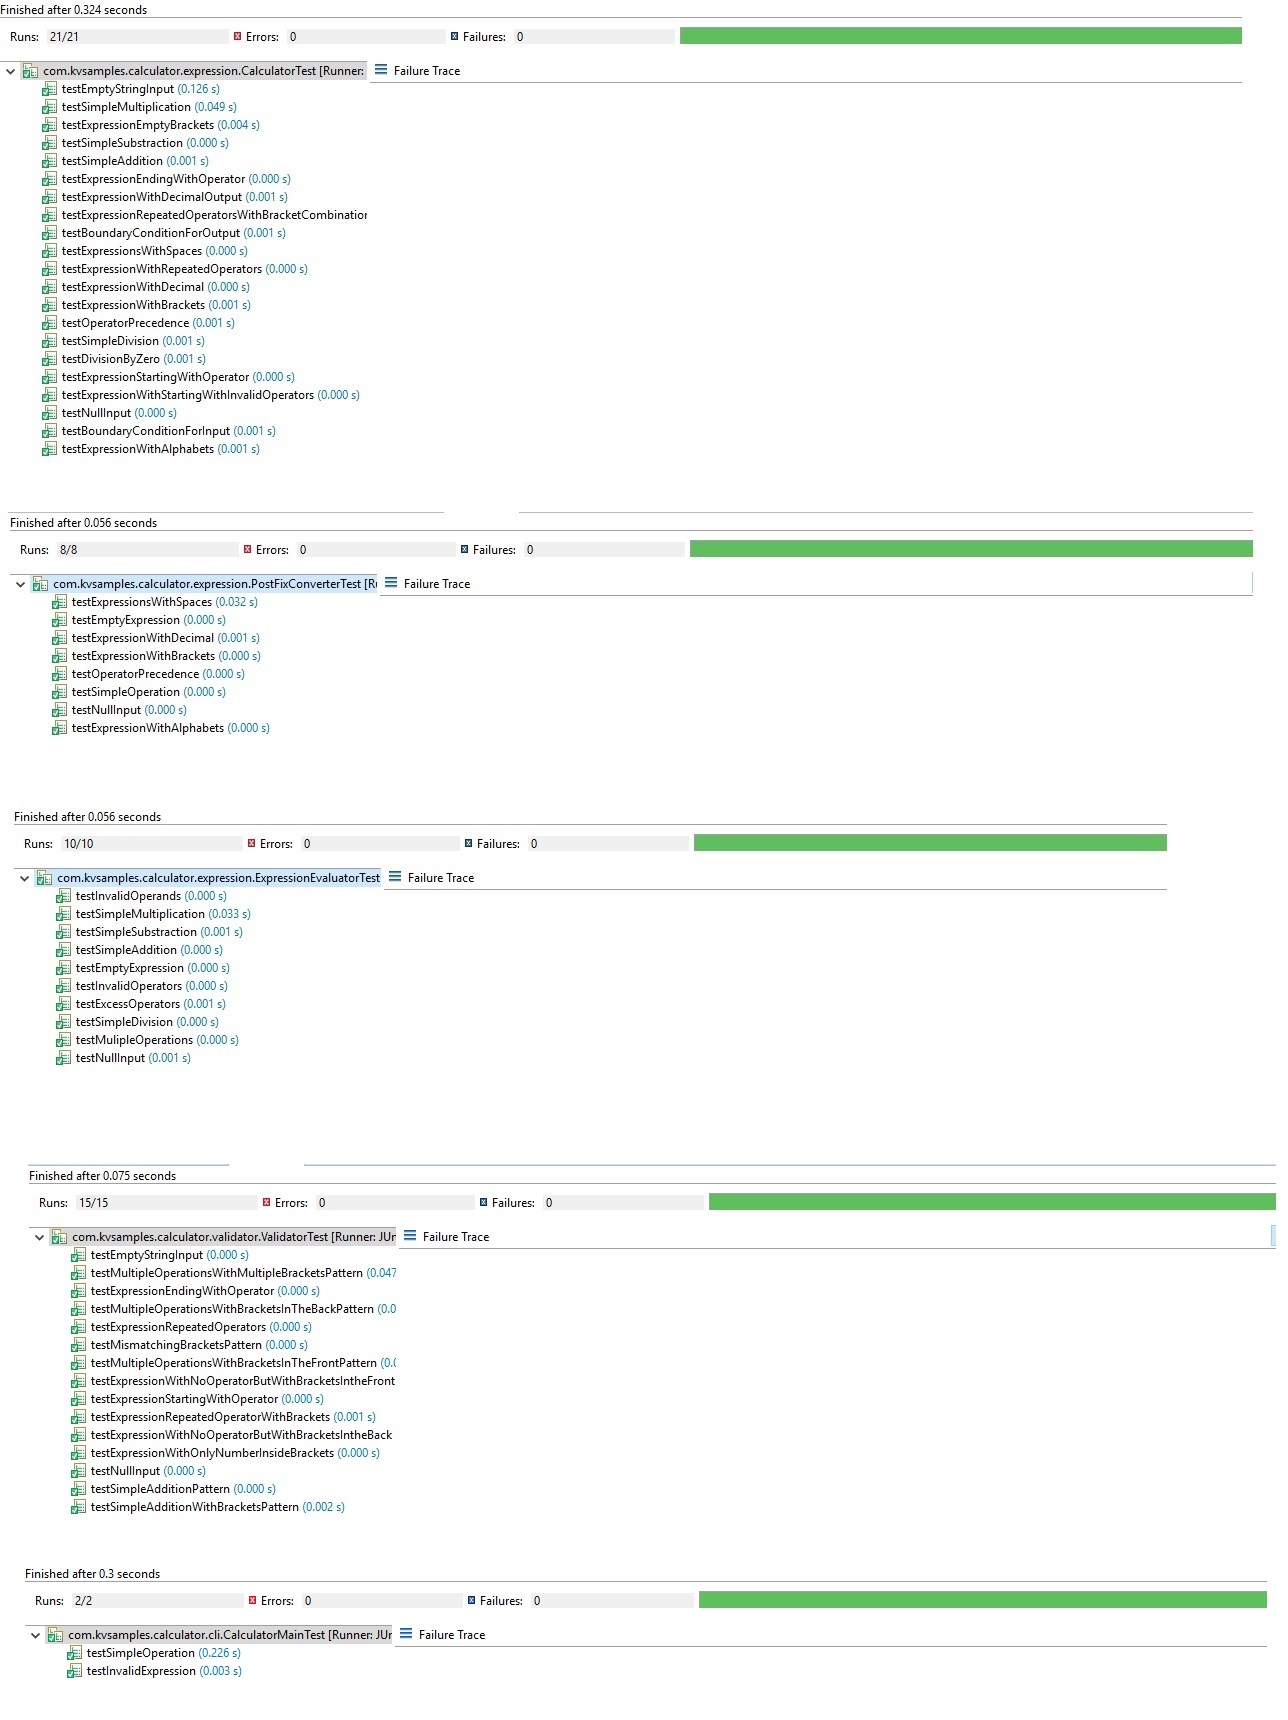 Finished after 0.324 seconds
Runs: 21/21 Errors: 0 Failures: 0
com.kvsamples.calculator.expression.CalculatorTest [Runner: Failure Trace
testEmptyStringInput (0.126 s)
testSimpleMultiplication (0.049 s)
testExpressionEmptyBrackets (0.004 s)
testSimpleSubstraction (0.000 s)
testSimpleAddition (0.001 s)
testExpressionEndingWithOperator (0.000 s)
testExpressionWithDecimalOutput (0.001 s)
testExpressionRepeatedOperatorsWithBracketCombination
testBoundaryConditionForOutput (0.001 s)
testExpressionsWithSpaces (0.000 s)
testExpressionWithRepeatedOperators (0.000 s)
testExpressionWithDecimal (0.000 s)
testExpressionWithBrackets (0.001 s)
testOperatorPrecedence (0.001 s)
testSimpleDivision (0.001 s)
testDivisionByZero (0.001 s)
testExpressionStartingWithOperator (0.000 s)
testExpressionWithStartingWithInvalidOperators (0.000 s)
testNullInput (0.000 s)
testBoundaryConditionForInput (0.001 s)
testExpressionWithAlphabets (0.001 s)
Finished after 0.056 seconds
Runs: 8/8 Errors: 0 Failures: 0
com.kvsamples.calculator.expression.PostFixConverterTest [Ru Failure Trace
testExpressionsWithSpaces (0.032 s)
testEmptyExpression (0.000 s)
testExpressionWithDecimal (0.001 s)
testExpressionWithBrackets (0.000 s)
testOperatorPrecedence (0.000 s)
testSimpleOperation (0.000 s)
testNullInput (0.000 s)
testExpressionWithAlphabets (0.000 s)
Finished after 0.056 seconds
Runs: 10/10 Errors: 0 Failures: 0
com.kvsamples.calculator.expression.ExpressionEvaluatorTest Failure Trace
testInvalidOperands (0.000 s)
testSimpleMultiplication (0.033 s)
testSimpleSubstraction (0.001 s)
testSimpleAddition (0.000 s)
testEmptyExpression (0.000 s)
testInvalidOperators (0.000 s)
testExcessOperators (0.001 s)
testSimpleDivision (0.000 s)
testMulipleOperations (0.000 s)
testNullInput (0.001 s)
Finished after 0.075 seconds
Runs: 15/15 Errors: 0 Failures: 0
com.kvsamples.calculator.validator.ValidatorTest [Runner: JUn Failure Trace
testEmptyStringInput (0.000 s)
testMultipleOperationsWithMultipleBracketsPattern (0.047
testExpressionEndingWithOperator (0.000 s)
testMultipleOperationsWithBracketsInTheBackPattern (0.0
testExpressionRepeatedOperators (0.000 s)
testMismatchingBracketsPattern (0.000 s)
testMultipleOperationsWithBracketsInTheFrontPattern (0.0
testExpressionWithNoOperatorButWithBracketsIntheFront
testExpressionStartingWithOperator (0.000 s)
testExpressionRepeatedOperatorWithBrackets (0.001 s)
testExpressionWithNoOperatorButWithBracketsIntheBack
testExpressionWithOnlyNumberInsideBrackets (0.000 s)
testNullInput (0.000 s)
testSimpleAdditionPattern (0.000 s)
testSimpleAdditionWithBracketsPattern (0.002 s)
Finished after 0.3 seconds
Runs: 2/2 Errors: 0 Failures: 0
com.kvsamples.calculator.cli.CalculatorMainTest [Runner: JUn Failure Trace
testSimpleOperation (0.226 s)
testInvalidExpression (0.003 s)